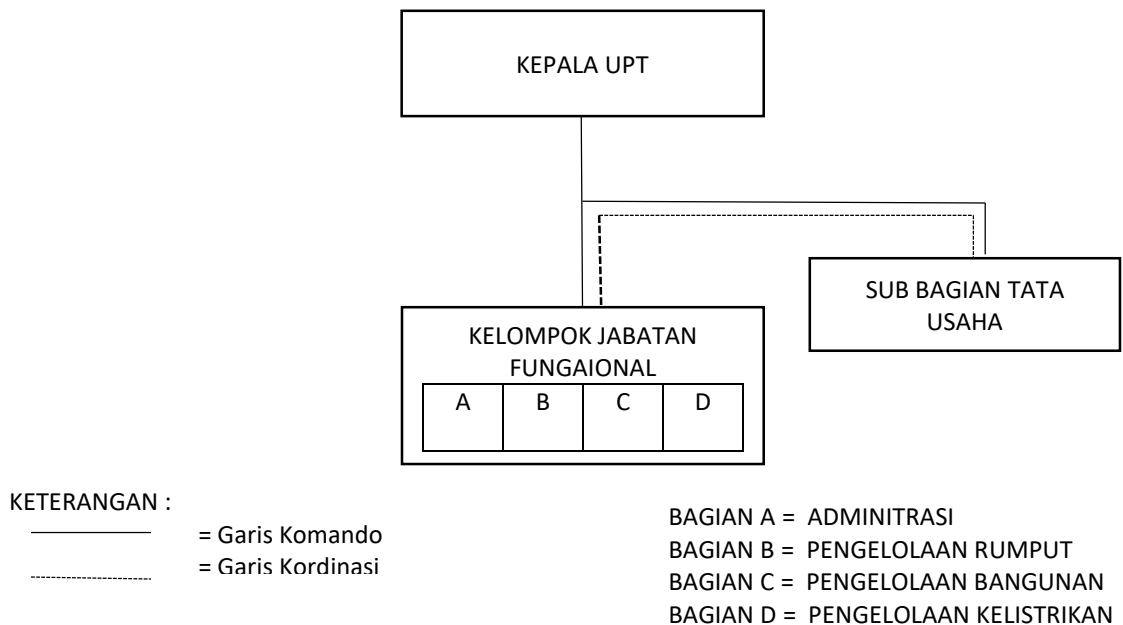 KEPALA UPT
SUB BAGIAN TATA
USAHA
KELOMPOK JABATAN
FUNGAIONAL
A B C D
KETERANGAN :
= Garis Komando
= Garis Kordinasi
BAGIAN A = ADMINITRASI
BAGIAN B = PENGELOLAAN RUMPUT
BAGIAN C = PENGELOLAAN BANGUNAN
BAGIAN D = PENGELOLAAN KELISTRIKAN